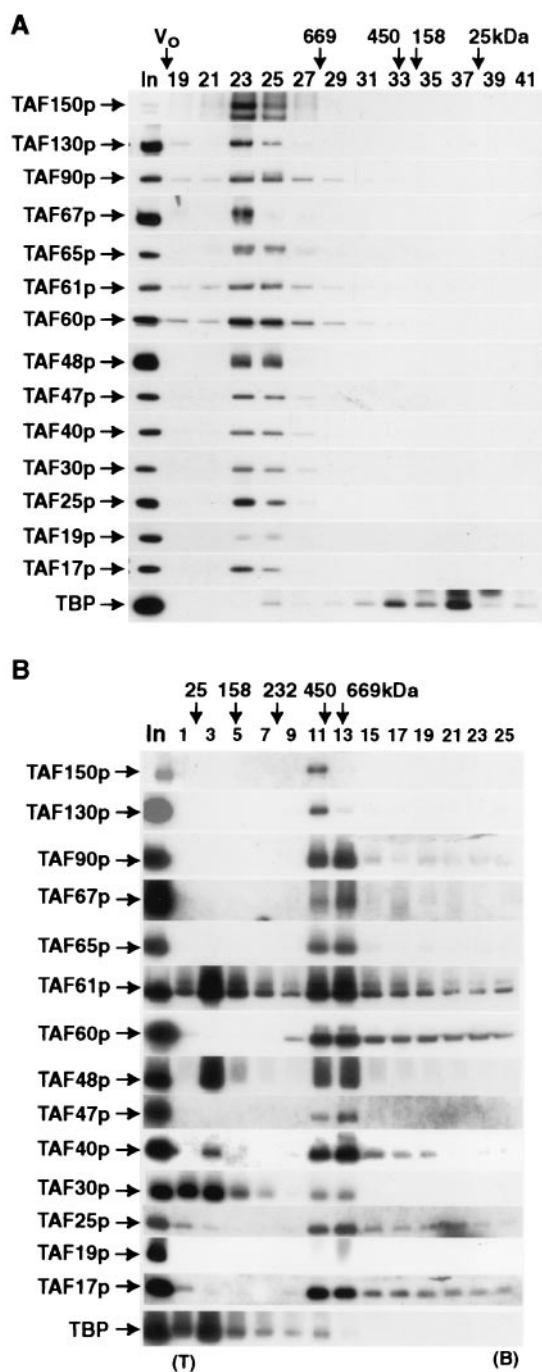 A
Vo 669 450 158 25kDa
In 19 21 23 25 27 29 31 33 35 37 39 41
TAF150p
TAF130p
TAF90p
TAF67p
TAF65p
TAF61p
TAF60p
TAF48p
TAF47p
TAF40p
TAF30p
TAF25p
TAF19p
TAF17p
TBP
B
25 158 232 450 669kDa
In 1 3 5 7 9 11 13 15 17 19 21 23 25
TAF150p
TAF130p
TAF90p
TAF67p
TAF65p
TAF61p
TAF60p
TAF48p
TAF47p
TAF40p
TAF30p
TAF25p
TAF19p
TAF17p
TBP
(T) (B)